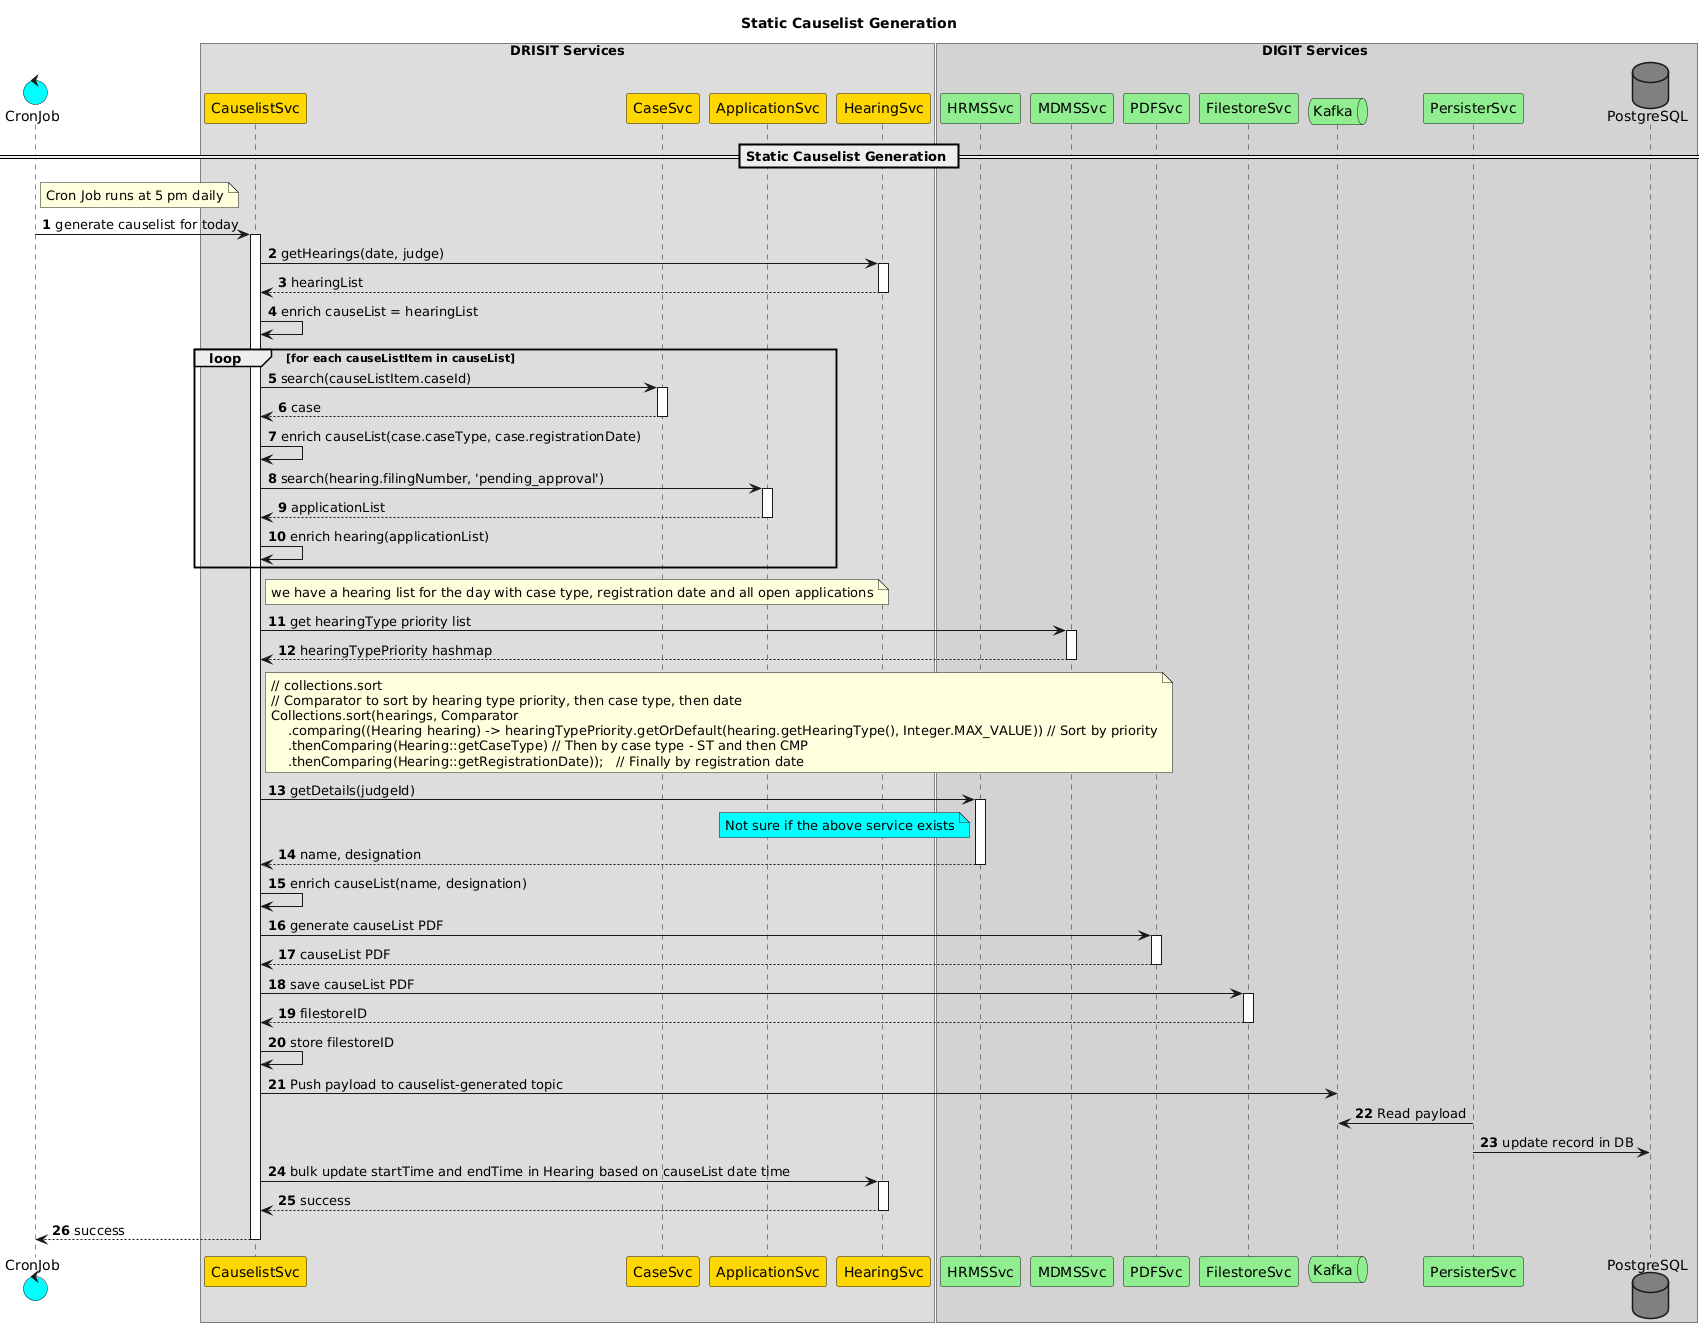 Static Causelist Generation
DRISIT Services
DIGIT Services
CronJob
CauselistSvc
CaseSvc
ApplicationSvc
HearingSvc
HRMSSvc
MDMSSvc
PDFSvc
FilestoreSvc
Kafka
PersisterSvc
PostgreSQL
Static Causelist Generation
Cron Job runs at 5 pm daily
1 generate causelist for today
2 getHearings(date, judge)
3 hearingList
4 enrich causeList = hearingList
loop [for each causeListItem in causeList]
5 search(causeListItem.caseId)
6 case
7 enrich causeList(case.caseType, case.registrationDate)
8 search(hearing.filingNumber, 'pending_approval')
9 applicationList
10 enrich hearing(applicationList)
we have a hearing list for the day with case type, registration date and all open applications
11 get hearingType priority list
12 hearingTypePriority hashmap
// collections.sort
// Comparator to sort by hearing type priority, then case type, then date
Collections.sort(hearings, Comparator
.comparing((Hearing hearing) -> hearingTypePriority.getOrDefault(hearing.getHearingType(), Integer.MAX_VALUE)) // Sort by priority
.thenComparing(Hearing::getCaseType) // Then by case type - ST and then CMP
.thenComparing(Hearing::getRegistrationDate)); // Finally by registration date
13 getDetails(judgeId)
Not sure if the above service exists
14 name, designation
15 enrich causeList(name, designation)
16 generate causeList PDF
17 causeList PDF
18 save causeList PDF
19 filestoreID
20 store filestoreID
21 Push payload to causelist-generated topic
22 Read payload
23 update record in DB
24 bulk update startTime and endTime in Hearing based on causeList date time
25 success
26 success
CronJob
CauselistSvc
CaseSvc
ApplicationSvc
HearingSvc
HRMSSvc
MDMSSvc
PDFSvc
FilestoreSvc
Kafka
PersisterSvc
PostgreSQL